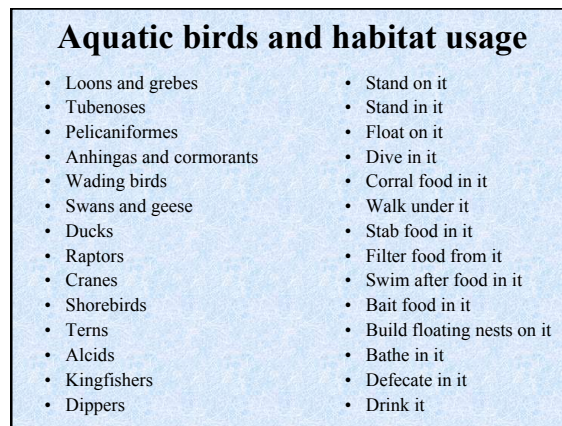 Aquatic birds and habitat usage
• Loons and grebes
• Tubenoses
• Pelicaniformes
• Anhingas and cormorants
• Wading birds
• Swans and geese
• Ducks
• Raptors
• Cranes
• Shorebirds
• Terns
• Alcids
• Kingfishers
• Dippers
• Stand on it
• Stand in it
• Float on it
• Dive in it
• Corral food in it
• Walk under it
• Stab food in it
• Filter food from it
• Swim after food in it
• Bait food in it
• Build floating nests on it
• Bathe in it
• Defecate in it
• Drink it